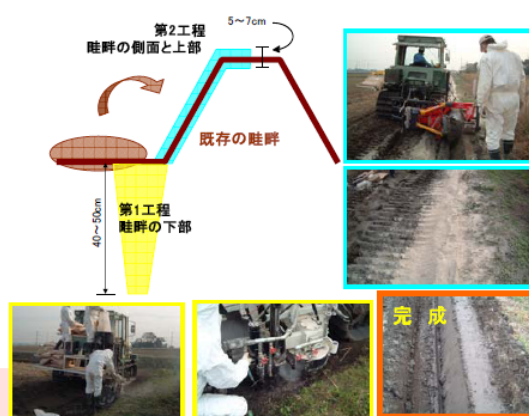 第2工程
畦畔の側面と上部
5～7cm
既存の畦畔
40～50cm
第1工程
畦畔の下部
完 成